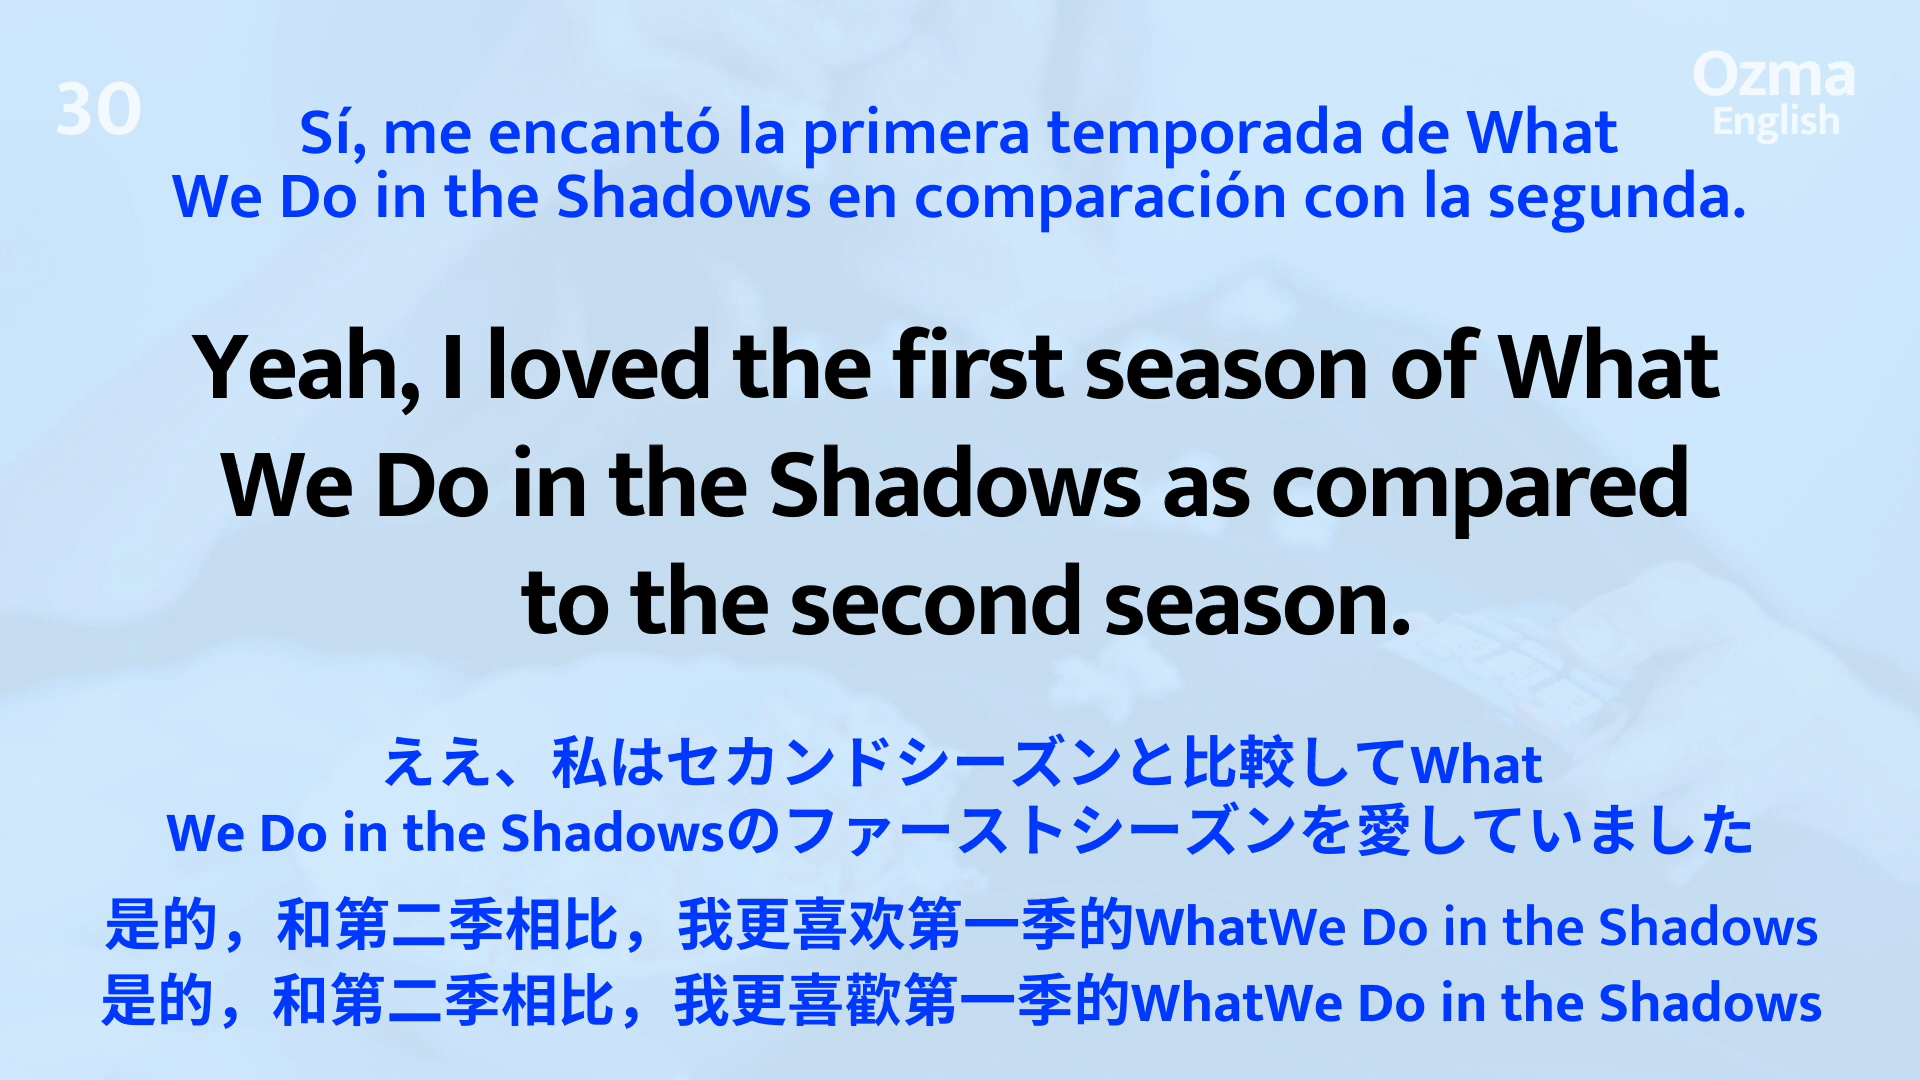 30
Ozma
English
Sí, me encantó la primera temporada de What
We Do in the Shadows en comparación con la segunda.
Yeah, I loved the first season of What
We Do in the Shadows as compared
to the second season.
ええ、私はセカンドシーズンと比較してWhat
We Do in the Shadowsのファーストシーズンを愛していました
是的，和第二季相比，我更喜欢第一季的WhatWe Do in the Shadows
是的，和第二季相比，我更喜歡第一季的WhatWe Do in the Shadows